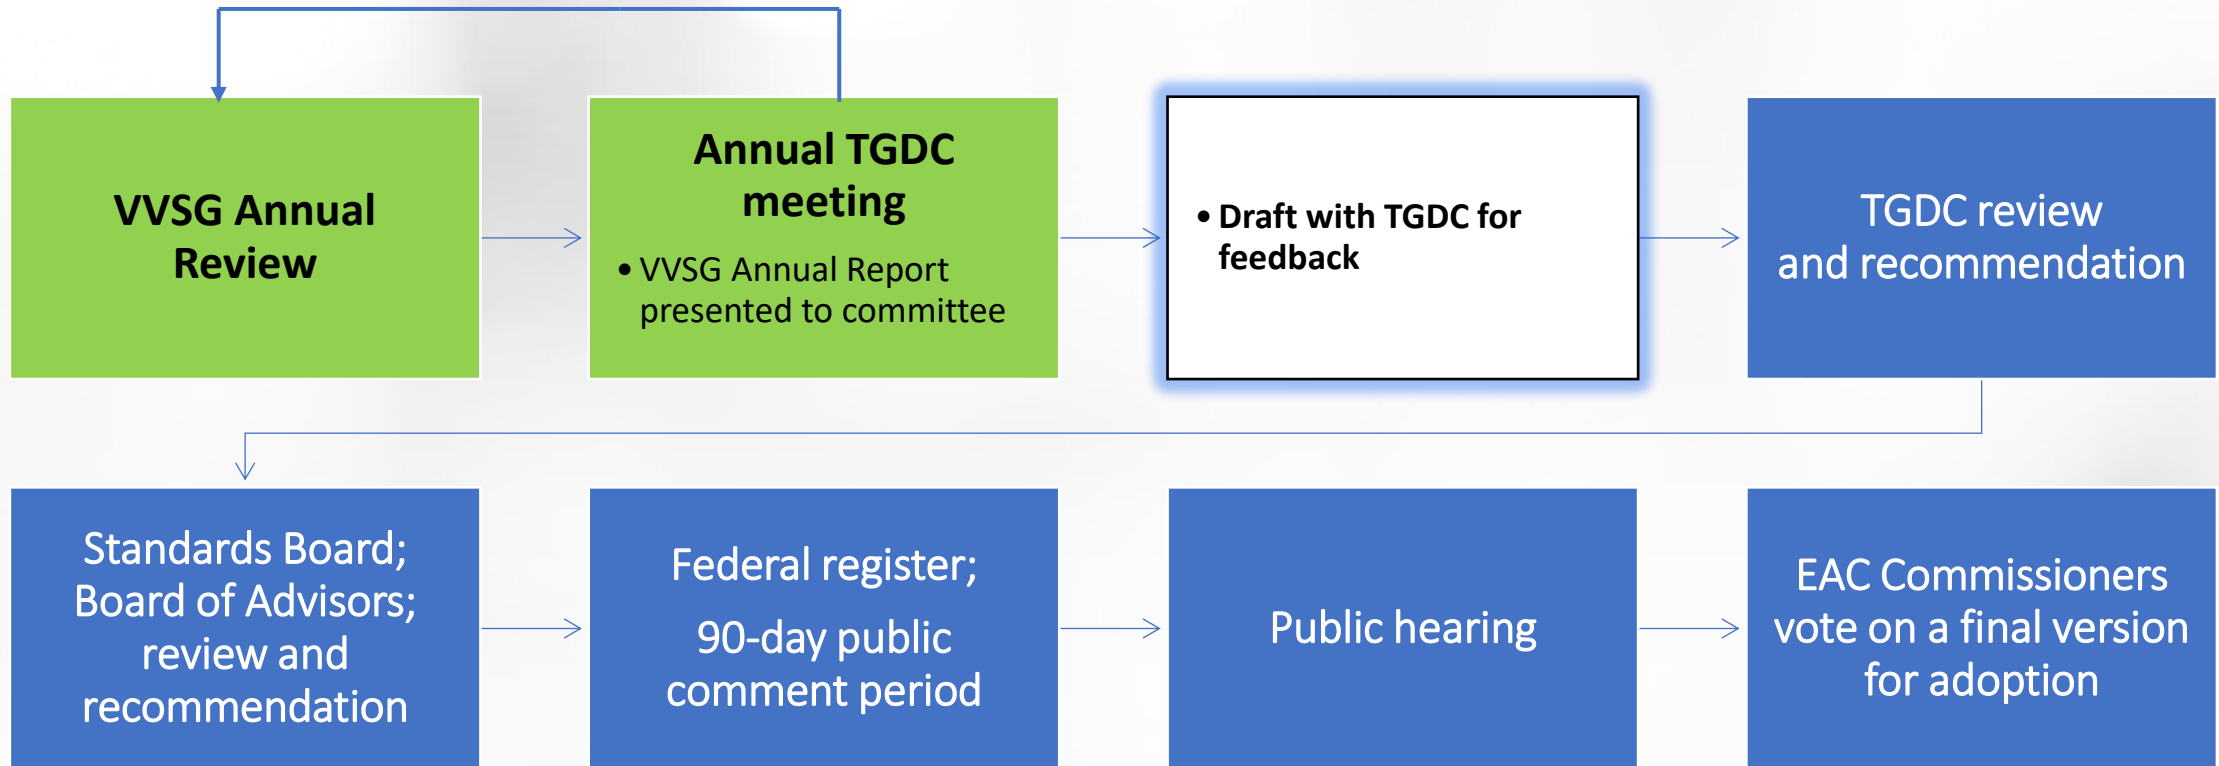 VVSG Annual
Review
Annual TGDC
meeting
• VVSG Annual Report
presented to committee
• Draft with TGDC for
feedback
TGDC review
and recommendation
Standards Board;
Board of Advisors;
review and
recommendation
Federal register;
90-day public
comment period
Public hearing
EAC Commissioners
vote on a final version
for adoption